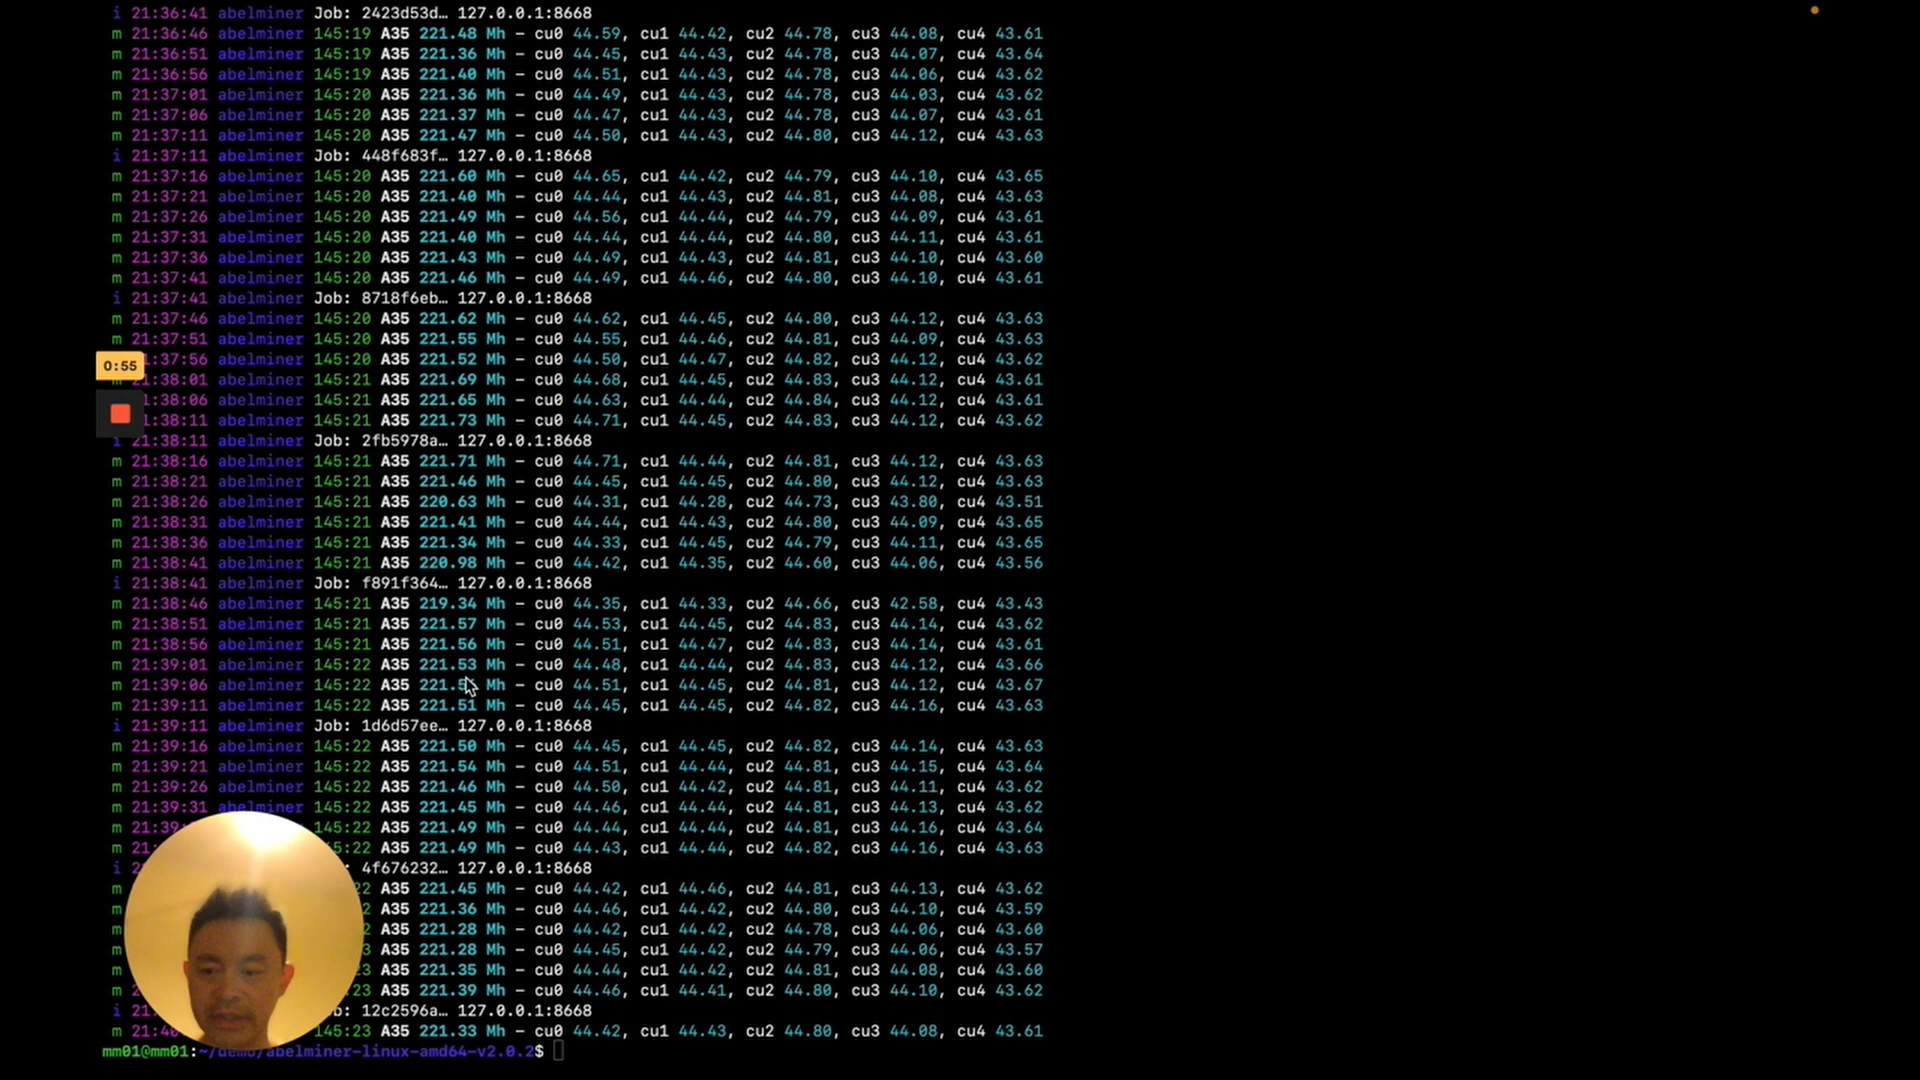 i 21:36:41 abelminer Job: 2423d53d… 127.0.0.1:8668
m 21:36:46 abelminer 145:19 A35 221.48 Mh – cu0 44.59, cu1 44.42, cu2 44.78, cu3 44.08, cu4 43.61
m 21:36:51 abelminer 145:19 A35 221.36 Mh – cu0 44.45, cu1 44.43, cu2 44.78, cu3 44.07, cu4 43.64
m 21:36:56 abelminer 145:19 A35 221.40 Mh – cu0 44.51, cu1 44.43, cu2 44.78, cu3 44.06, cu4 43.62
m 21:37:01 abelminer 145:20 A35 221.36 Mh – cu0 44.49, cu1 44.43, cu2 44.78, cu3 44.03, cu4 43.62
m 21:37:06 abelminer 145:20 A35 221.37 Mh – cu0 44.47, cu1 44.43, cu2 44.78, cu3 44.07, cu4 43.61
m 21:37:11 abelminer 145:20 A35 221.47 Mh – cu0 44.50, cu1 44.43, cu2 44.80, cu3 44.12, cu4 43.63
i 21:37:11 abelminer Job: 448f683f… 127.0.0.1:8668
m 21:37:16 abelminer 145:20 A35 221.60 Mh – cu0 44.65, cu1 44.42, cu2 44.79, cu3 44.10, cu4 43.65
m 21:37:21 abelminer 145:20 A35 221.40 Mh – cu0 44.44, cu1 44.43, cu2 44.81, cu3 44.08, cu4 43.63
m 21:37:26 abelminer 145:20 A35 221.49 Mh – cu0 44.56, cu1 44.44, cu2 44.79, cu3 44.09, cu4 43.61
m 21:37:31 abelminer 145:20 A35 221.40 Mh – cu0 44.44, cu1 44.44, cu2 44.80, cu3 44.11, cu4 43.61
m 21:37:36 abelminer 145:20 A35 221.43 Mh – cu0 44.49, cu1 44.43, cu2 44.81, cu3 44.10, cu4 43.60
m 21:37:41 abelminer 145:20 A35 221.46 Mh – cu0 44.49, cu1 44.46, cu2 44.80, cu3 44.10, cu4 43.61
i 21:37:41 abelminer Job: 8718f6eb… 127.0.0.1:8668
m 21:37:46 abelminer 145:20 A35 221.62 Mh – cu0 44.62, cu1 44.45, cu2 44.80, cu3 44.12, cu4 43.63
m 21:37:51 abelminer 145:20 A35 221.55 Mh – cu0 44.55, cu1 44.46, cu2 44.81, cu3 44.09, cu4 43.63
0:55
1:37:56 abelminer 145:20 A35 221.52 Mh – cu0 44.50, cu1 44.47, cu2 44.82, cu3 44.12, cu4 43.62
1:38:01 abelminer 145:21 A35 221.69 Mh – cu0 44.68, cu1 44.45, cu2 44.83, cu3 44.12, cu4 43.61
1:38:06 abelminer 145:21 A35 221.65 Mh – cu0 44.63, cu1 44.44, cu2 44.84, cu3 44.12, cu4 43.61
1:38:11 abelminer 145:21 A35 221.73 Mh – cu0 44.71, cu1 44.45, cu2 44.83, cu3 44.12, cu4 43.62
i 21:38:11 abelminer Job: 2fb5978a… 127.0.0.1:8668
m 21:38:16 abelminer 145:21 A35 221.71 Mh – cu0 44.71, cu1 44.44, cu2 44.81, cu3 44.12, cu4 43.63
m 21:38:21 abelminer 145:21 A35 221.46 Mh – cu0 44.45, cu1 44.45, cu2 44.80, cu3 44.12, cu4 43.63
m 21:38:26 abelminer 145:21 A35 220.63 Mh – cu0 44.31, cu1 44.28, cu2 44.73, cu3 43.80, cu4 43.51
m 21:38:31 abelminer 145:21 A35 221.41 Mh – cu0 44.44, cu1 44.43, cu2 44.80, cu3 44.09, cu4 43.65
m 21:38:36 abelminer 145:21 A35 221.34 Mh – cu0 44.33, cu1 44.45, cu2 44.79, cu3 44.11, cu4 43.65
m 21:38:41 abelminer 145:21 A35 220.98 Mh – cu0 44.42, cu1 44.35, cu2 44.60, cu3 44.06, cu4 43.56
i 21:38:41 abelminer Job: f891f364… 127.0.0.1:8668
m 21:38:46 abelminer 145:21 A35 219.34 Mh – cu0 44.35, cu1 44.33, cu2 44.66, cu3 42.58, cu4 43.43
m 21:38:51 abelminer 145:21 A35 221.57 Mh – cu0 44.53, cu1 44.45, cu2 44.83, cu3 44.14, cu4 43.62
m 21:38:56 abelminer 145:21 A35 221.56 Mh – cu0 44.51, cu1 44.47, cu2 44.83, cu3 44.14, cu4 43.61
m 21:39:01 abelminer 145:22 A35 221.53 Mh – cu0 44.48, cu1 44.44, cu2 44.83, cu3 44.12, cu4 43.66
m 21:39:06 abelminer 145:22 A35 221. Mh – cu0 44.51, cu1 44.45, cu2 44.81, cu3 44.12, cu4 43.67
m 21:39:11 abelminer 145:22 A35 221.51 Mh – cu0 44.45, cu1 44.45, cu2 44.82, cu3 44.16, cu4 43.63
i 21:39:11 abelminer Job: 1d6d57ee… 127.0.0.1:8668
m 21:39:16 abelminer 145:22 A35 221.50 Mh – cu0 44.45, cu1 44.45, cu2 44.82, cu3 44.14, cu4 43.63
m 21:39:21 abelminer 145:22 A35 221.54 Mh – cu0 44.51, cu1 44.44, cu2 44.81, cu3 44.15, cu4 43.64
m 21:39:26 abelminer 145:22 A35 221.46 Mh – cu0 44.50, cu1 44.42, cu2 44.81, cu3 44.11, cu4 43.62
m 21:39:31 abelminer 145:22 A35 221.45 Mh – cu0 44.46, cu1 44.44, cu2 44.81, cu3 44.13, cu4 43.62
m 21:39: 145:22 A35 221.49 Mh – cu0 44.44, cu1 44.44, cu2 44.81, cu3 44.16, cu4 43.64
m 2 145:22 A35 221.49 Mh – cu0 44.43, cu1 44.44, cu2 44.82, cu3 44.16, cu4 43.63
i 2 4f676232… 127.0.0.1:8668
m 22 A35 221.45 Mh – cu0 44.42, cu1 44.46, cu2 44.81, cu3 44.13, cu4 43.62
m 2 A35 221.36 Mh – cu0 44.46, cu1 44.42, cu2 44.80, cu3 44.10, cu4 43.59
m 2 A35 221.28 Mh – cu0 44.42, cu1 44.42, cu2 44.78, cu3 44.06, cu4 43.60
m 3 A35 221.28 Mh – cu0 44.45, cu1 44.42, cu2 44.79, cu3 44.06, cu4 43.57
m 23 A35 221.35 Mh – cu0 44.44, cu1 44.42, cu2 44.81, cu3 44.08, cu4 43.60
m 2 23 A35 221.39 Mh – cu0 44.46, cu1 44.41, cu2 44.80, cu3 44.10, cu4 43.62
i 21 b: 12c2596a… 127.0.0.1:8668
m 21:40 145:23 A35 221.33 Mh – cu0 44.42, cu1 44.43, cu2 44.80, cu3 44.08, cu4 43.61
mm01@mm01:~/demo/abelminer-linux-amd64-v2.0.2$